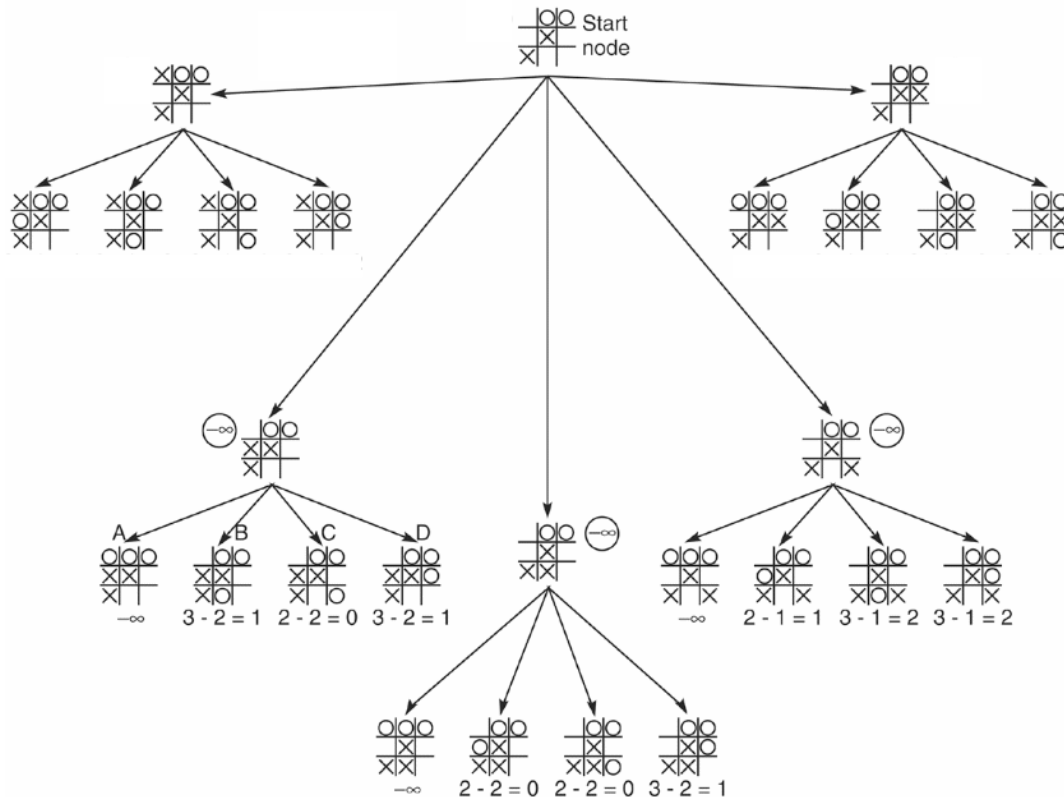 Start
node
−∞ −∞
A B C D
−∞
−∞ 3 - 2 = 1 2 - 2 = 0 3 - 2 = 1 −∞ 2 - 1 = 1 3 - 1 = 2 3 - 1 = 2
−∞ 2 - 2 = 0 2 - 2 = 0 3 - 2 = 1